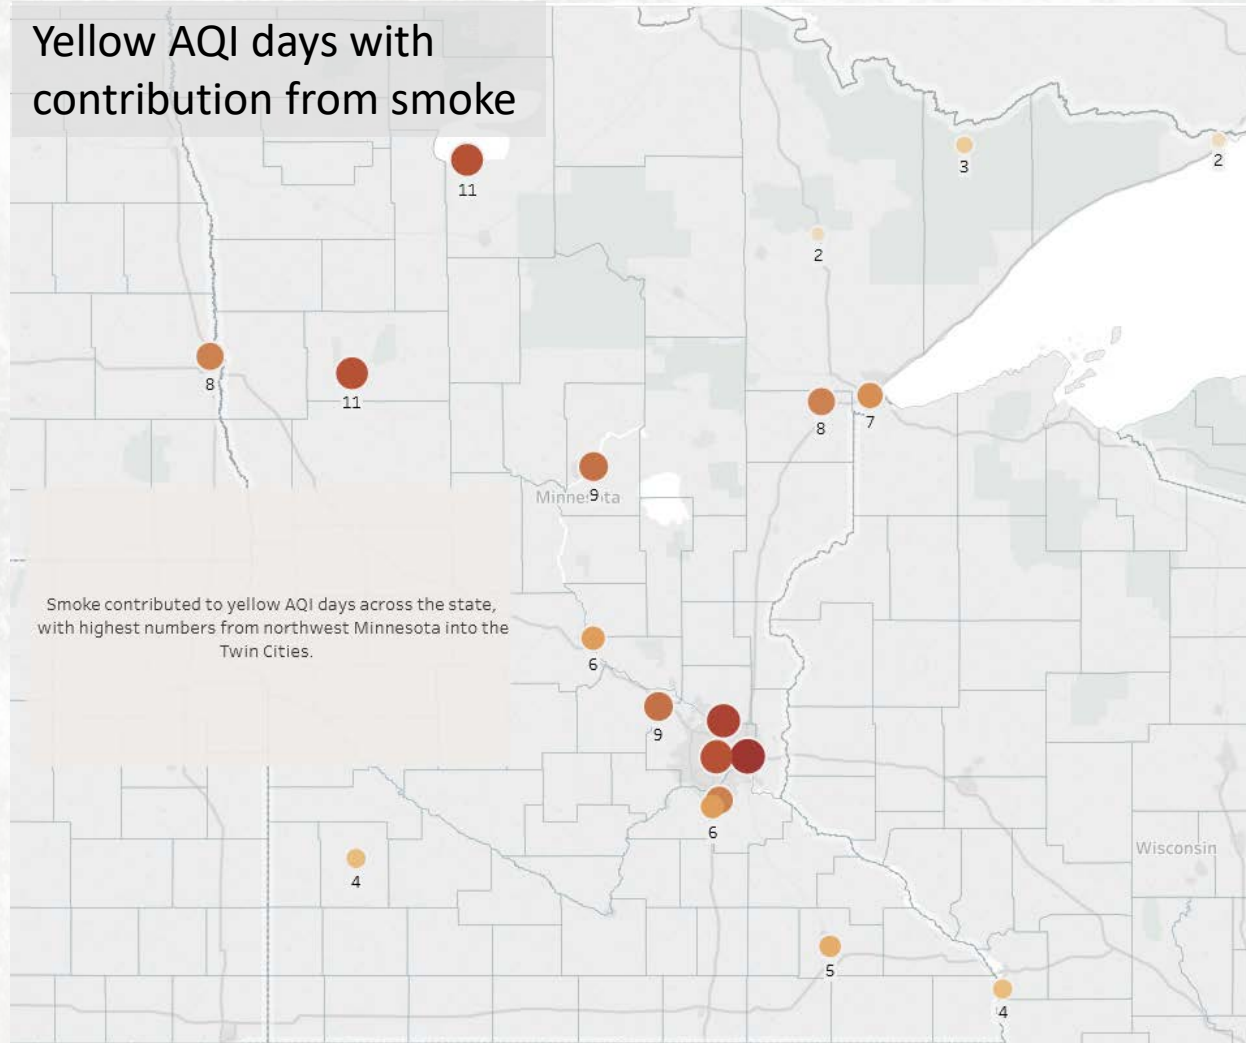 Yellow AQI days with
contribution from smoke
3
2
11
2
8
11
8
7
9
Minnesota
Smoke contributed to yellow AQI days across the state,
with highest numbers from northwest Minnesota into the
Twin Cities.
6
9
6
Wisconsin
4
5
4